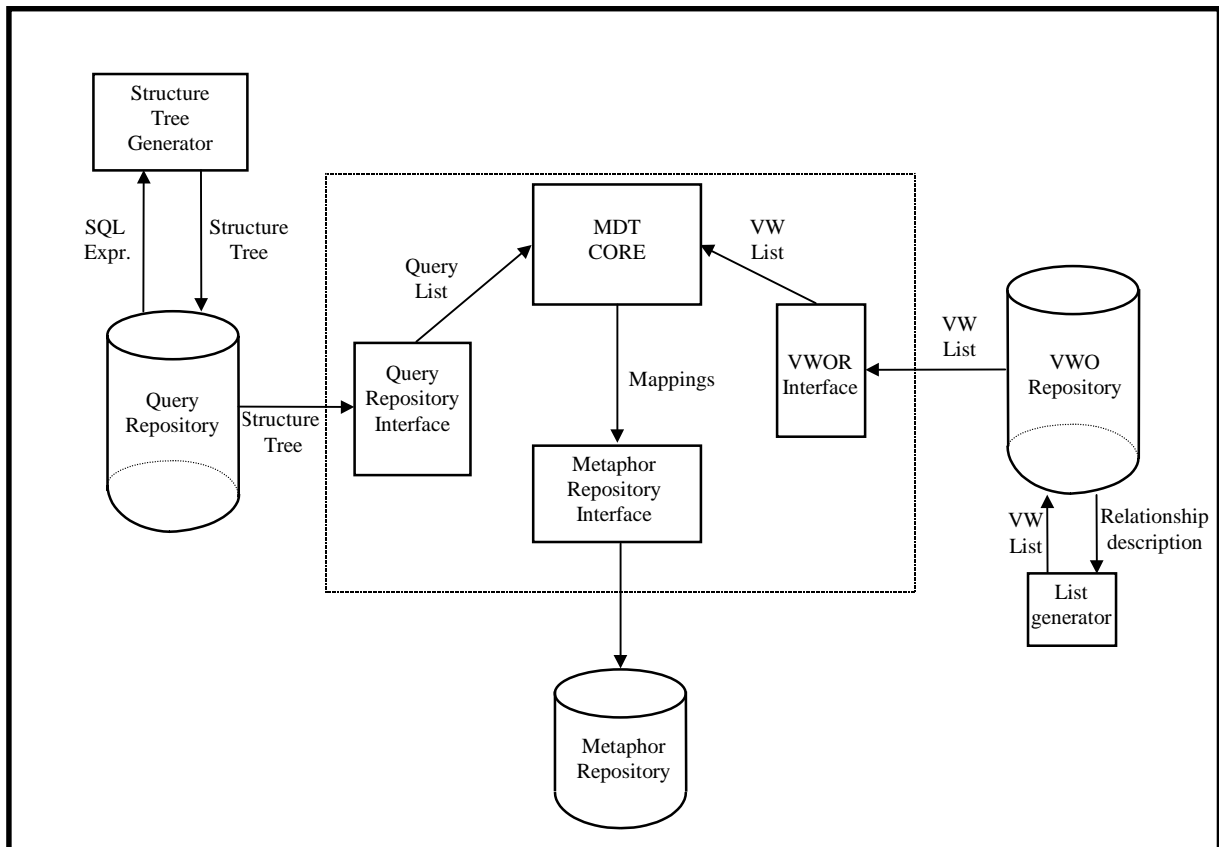 Structure
Tree
Generator
SQL
Expr.
Structure
Tree
MDT
CORE
VW
List
Query
List
VW
List
Query
Repository
Structure
Tree
Query
Repository
Interface
Mappings
VWOR
Interface
VWO
Repository
Metaphor
Repository
Interface
VW
List
Relationship
description
List
generator
Metaphor
Repository